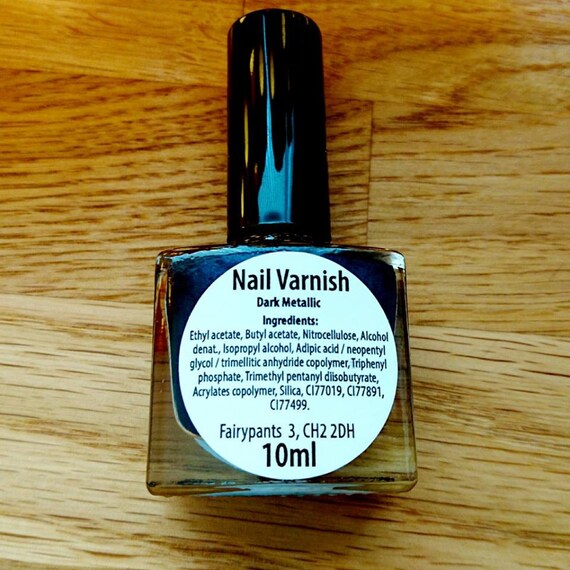 Nail Varnish
Dark Metallic
Ingredients:
Ethyl acetate, Butyl acetate, Nitrocellulose, Alcohol
denat., Isopropyl alcohol, Adipic acid / neopentyl
glycol / trimellitic anhydride copolymer, Triphenyl
phosphate, Trimethyl pentanyl diisobutyrate,
Acrylates copolymer, Silica, CI77019, CI77891,
CI77499.
Fairypants 3, CH2 2DH
10ml